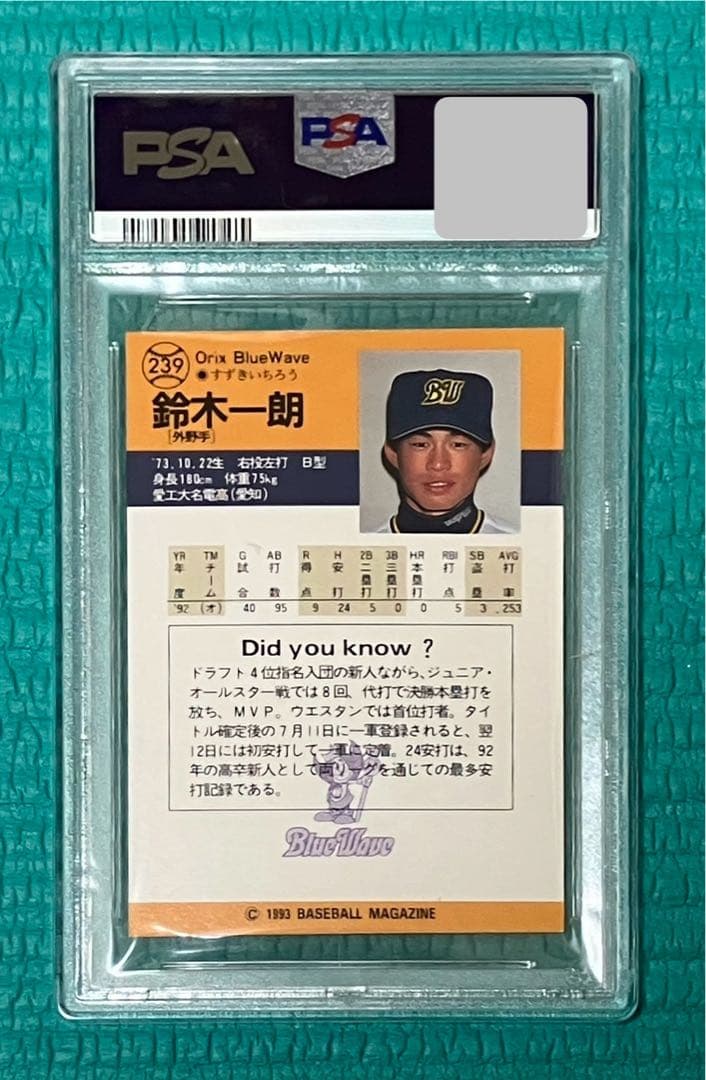 PSA
PSA
239
Orix BlueWave
●すずきいちろう
鈴木一朗
[外野手]
BW
'73.10.22生 右投左打 B型
身長180cm 体重75kg
愛工大名電高(愛知)
YR TM G AB R H 2B 3B HR RBI SB AVG
年度 チーム 試合 打数 得点 安打 二塁打 三塁打 本塁打 打点 盗塁 打率
'92 (オ) 40 95 9 24 5 0 0 5 3 .253
Did you know ?
ドラフト4位指名入団の新人ながら、ジュニア・
オールスター戦では8回、代打で決勝本塁打を
放ち、MVP。ウエスタンでは首位打者。タイ
トル確定後の7月11日に一軍登録されると、翌
12日には初安打して一軍に定着。24安打は、92
年の高卒新人として両リーグを通じての最多安
打記録である。
BlueWave
© 1993 BASEBALL MAGAZINE